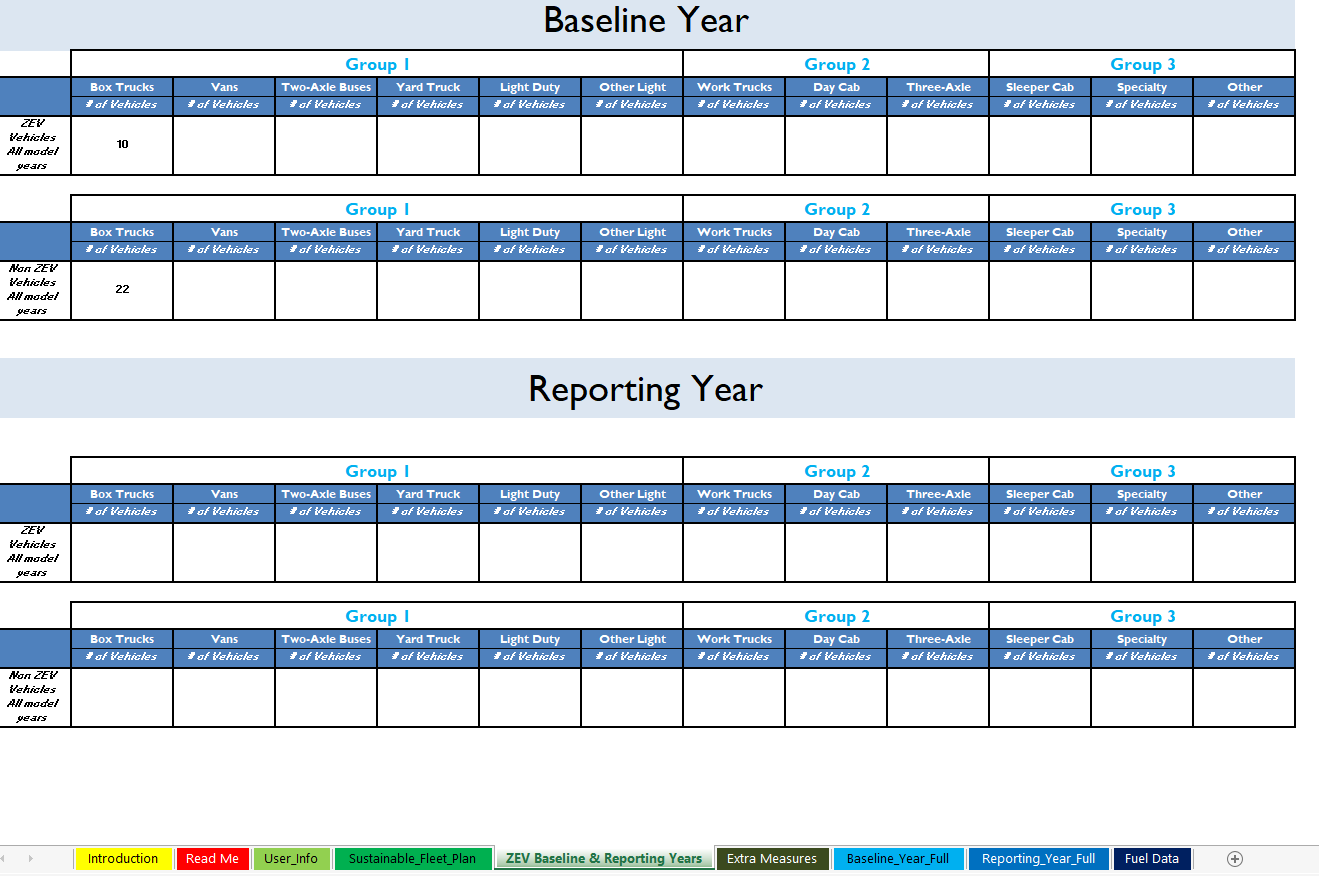 Baseline Year
Group 1 Group 2 Group 3
Box Trucks Vans Two-Axle Buses Yard Truck Light Duty Other Light Work Trucks Day Cab Three-Axle Sleeper Cab Specialty Other
# of Vehicles # of Vehicles # of Vehicles # of Vehicles # of Vehicles # of Vehicles # of Vehicles # of Vehicles # of Vehicles # of Vehicles # of Vehicles # of Vehicles
ZEV
Vehicles
All model
years
10
Group 1 Group 2 Group 3
Box Trucks Vans Two-Axle Buses Yard Truck Light Duty Other Light Work Trucks Day Cab Three-Axle Sleeper Cab Specialty Other
# of Vehicles # of Vehicles # of Vehicles # of Vehicles # of Vehicles # of Vehicles # of Vehicles # of Vehicles # of Vehicles # of Vehicles # of Vehicles # of Vehicles
Non ZEV
Vehicles
All model
years
22
Reporting Year
Group 1 Group 2 Group 3
Box Trucks Vans Two-Axle Buses Yard Truck Light Duty Other Light Work Trucks Day Cab Three-Axle Sleeper Cab Specialty Other
# of Vehicles # of Vehicles # of Vehicles # of Vehicles # of Vehicles # of Vehicles # of Vehicles # of Vehicles # of Vehicles # of Vehicles # of Vehicles # of Vehicles
ZEV
Vehicles
All model
years
Group 1 Group 2 Group 3
Box Trucks Vans Two-Axle Buses Yard Truck Light Duty Other Light Work Trucks Day Cab Three-Axle Sleeper Cab Specialty Other
# of Vehicles # of Vehicles # of Vehicles # of Vehicles # of Vehicles # of Vehicles # of Vehicles # of Vehicles # of Vehicles # of Vehicles # of Vehicles # of Vehicles
Non ZEV
Vehicles
All model
years
Introduction Read Me User_Info Sustainable_Fleet_Plan ZEV Baseline & Reporting Years Extra Measures Baseline_Year_Full Reporting_Year_Full Fuel Data